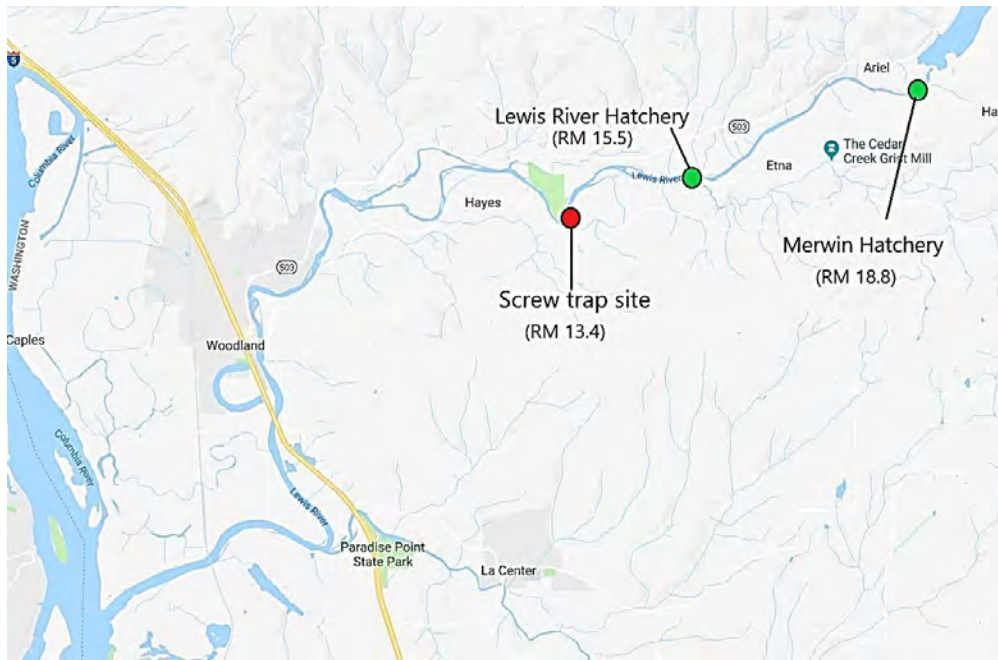 5
Ariel
Lewis River Hatchery
(RM 15.5)
503
Ha
The Cedar
Creek Grist Mill
Etna
Columbia River
Lewis River
Hayes
WASHINGTON
Merwin Hatchery
(RM 18.8)
503
Screw trap site
(RM 13.4)
Caples
Woodland
Columbia River
Lewis River
Paradise Point
State Park
La Center